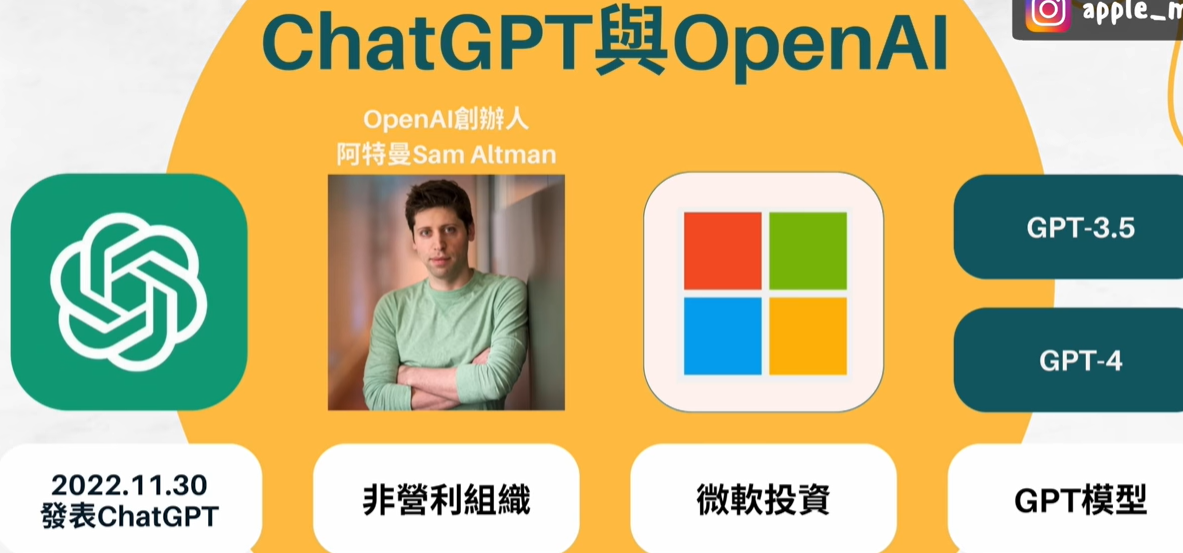 ChatGPT與OpenAI
OpenAI創辦人
阿特曼Sam Altman
GPT-3.5
GPT-4
2022.11.30
發表ChatGPT
非營利組織
微軟投資
GPT模型